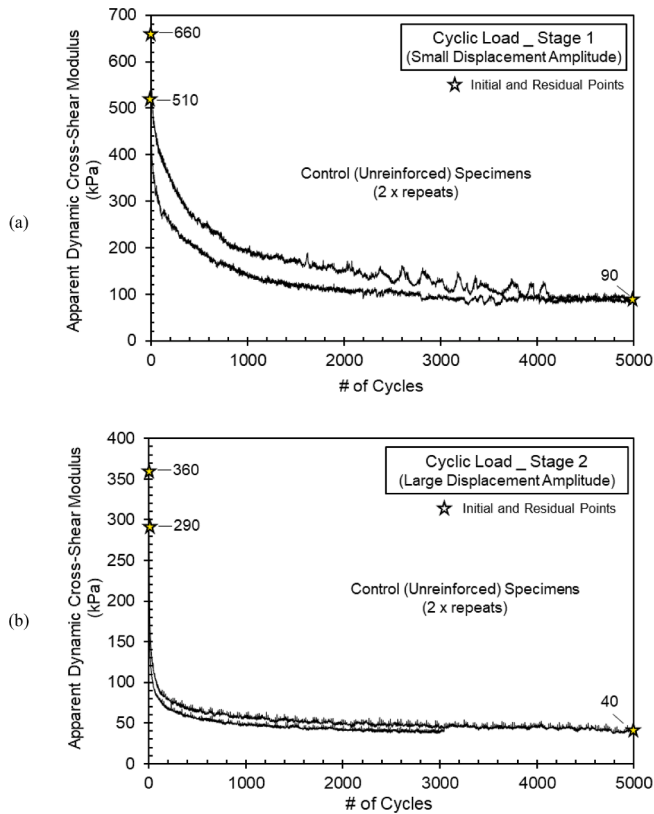 (a)
Apparent Dynamic Cross-Shear Modulus
(kPa)
700
600
500
400
300
200
100
0
660
510
Cyclic Load _ Stage 1
(Small Displacement Amplitude)
Initial and Residual Points
Control (Unreinforced) Specimens
(2 x repeats)
90
0 1000 2000 3000 4000 5000
# of Cycles
(b)
Apparent Dynamic Cross-Shear Modulus
(kPa)
400
350
300
250
200
150
100
50
0
360
290
Cyclic Load _ Stage 2
(Large Displacement Amplitude)
Initial and Residual Points
Control (Unreinforced) Specimens
(2 x repeats)
40
0 1000 2000 3000 4000 5000
# of Cycles